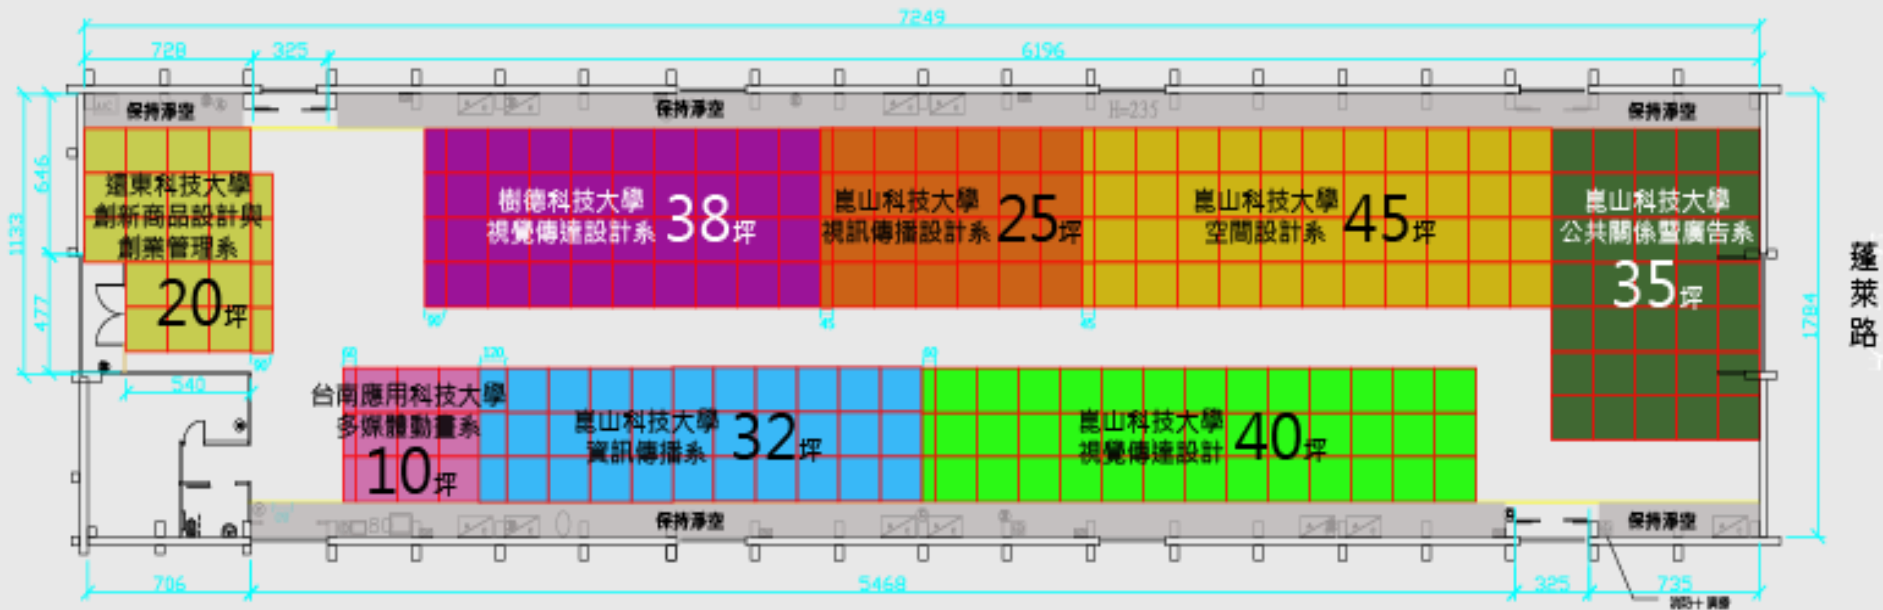 7249
728
325
6196
保持淨空
保持淨空
H=235
保持淨空
646
1133
477
遠東科技大學
創新商品設計與
創業管理系
20坪
樹德科技大學
視覺傳達設計系
38坪
崑山科技大學
視訊傳播設計系
25坪
崑山科技大學
空間設計系
45坪
崑山科技大學
公共關係暨廣告系
35坪
蓬萊路
1784
90
45
45
90
540
60
120
60
台南應用科技大學
多媒體動畫系
10坪
崑山科技大學
資訊傳播系
32坪
崑山科技大學
視覺傳達設計
40坪
80
保持淨空
保持淨空
706
5468
325
735